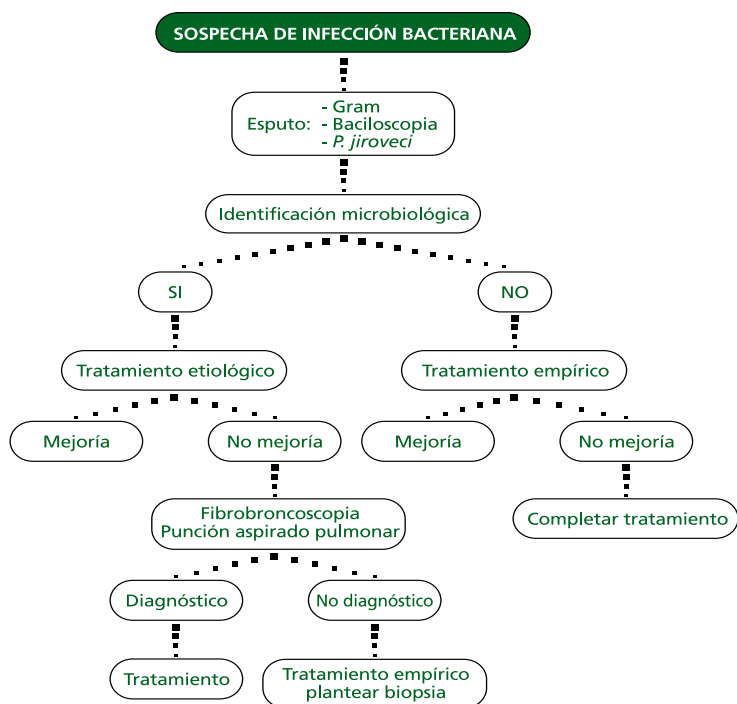 SOSPECHA DE INFECCIÓN BACTERIANA
- Gram
Esputo: - Baciloscopia
- P. jiroveci
Identificación microbiológica
SI
NO
Tratamiento etiológico
Tratamiento empírico
Mejoría
No mejoría
Mejoría
No mejoría
Fibrobroncoscopia
Punción aspirado pulmonar
Completar tratamiento
Diagnóstico
No diagnóstico
Tratamiento
Tratamiento empírico
plantear biopsia